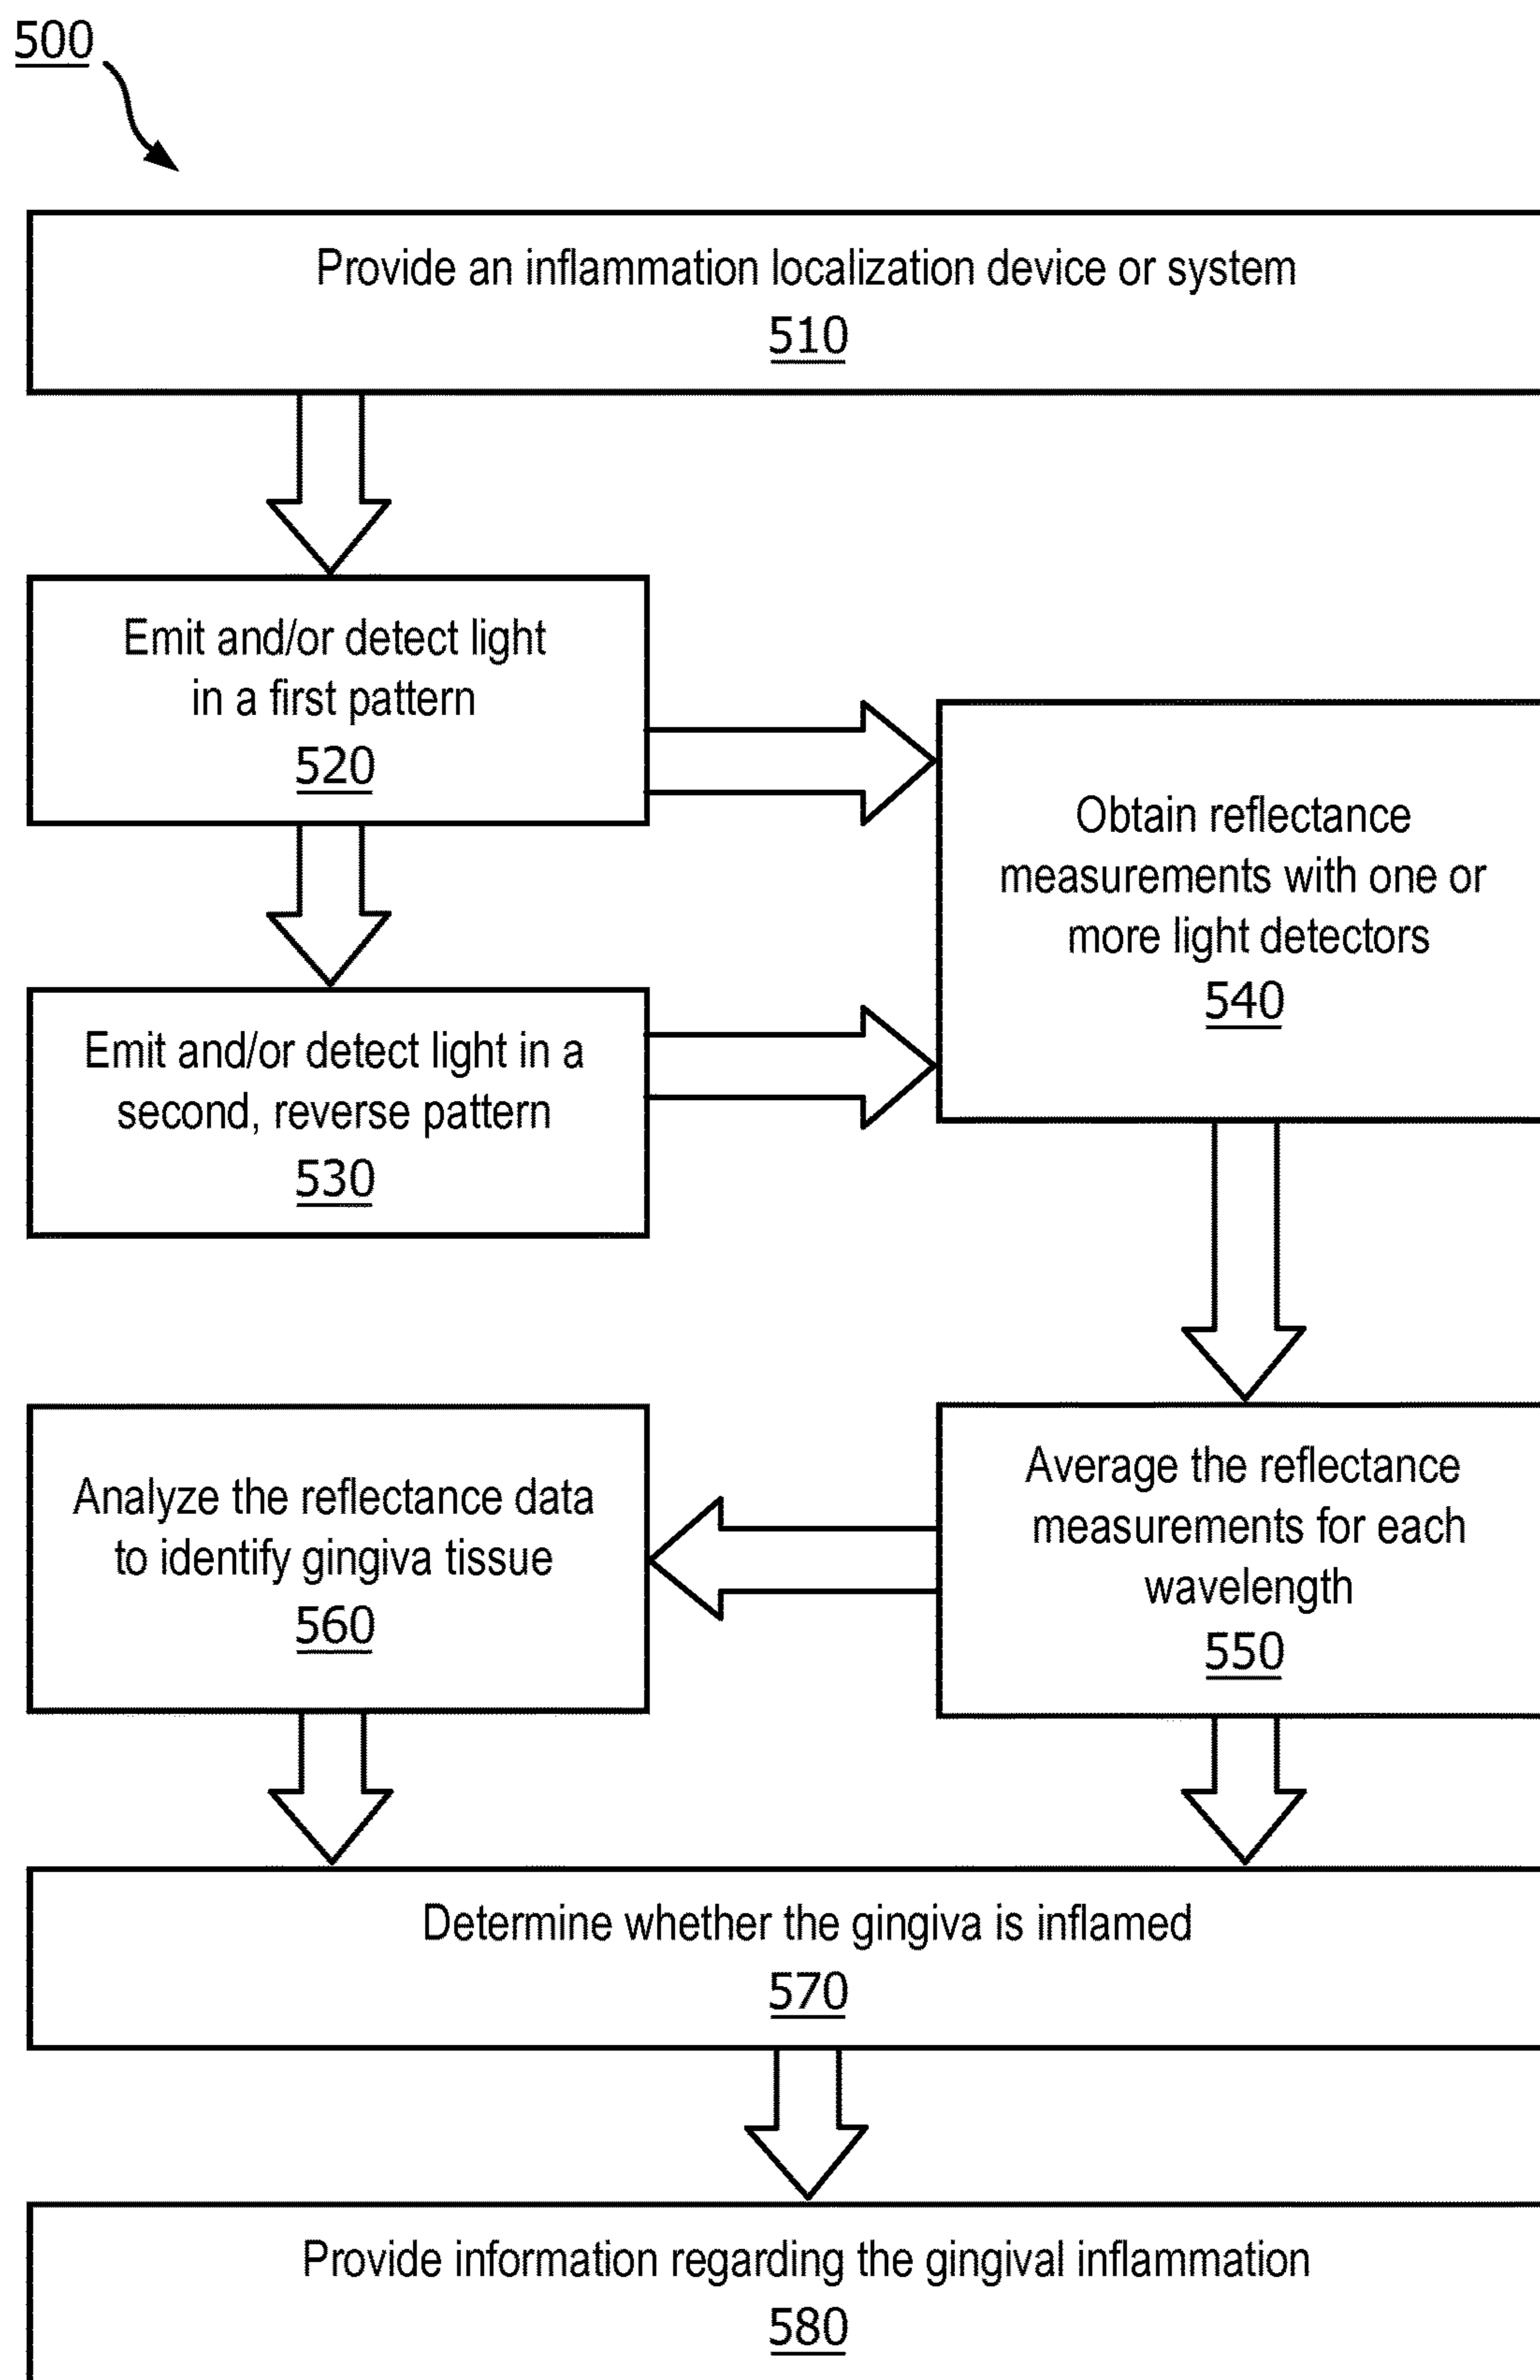 500
Provide an inflammation localization device or system
510
Emit and/or detect light
in a first pattern
520
Obtain reflectance
measurements with one or
more light detectors
540
Emit and/or detect light in a
second, reverse pattern
530
Analyze the reflectance data
to identify gingiva tissue
560
Average the reflectance
measurements for each
wavelength
550
Determine whether the gingiva is inflamed
570
Provide information regarding the gingival inflammation
580